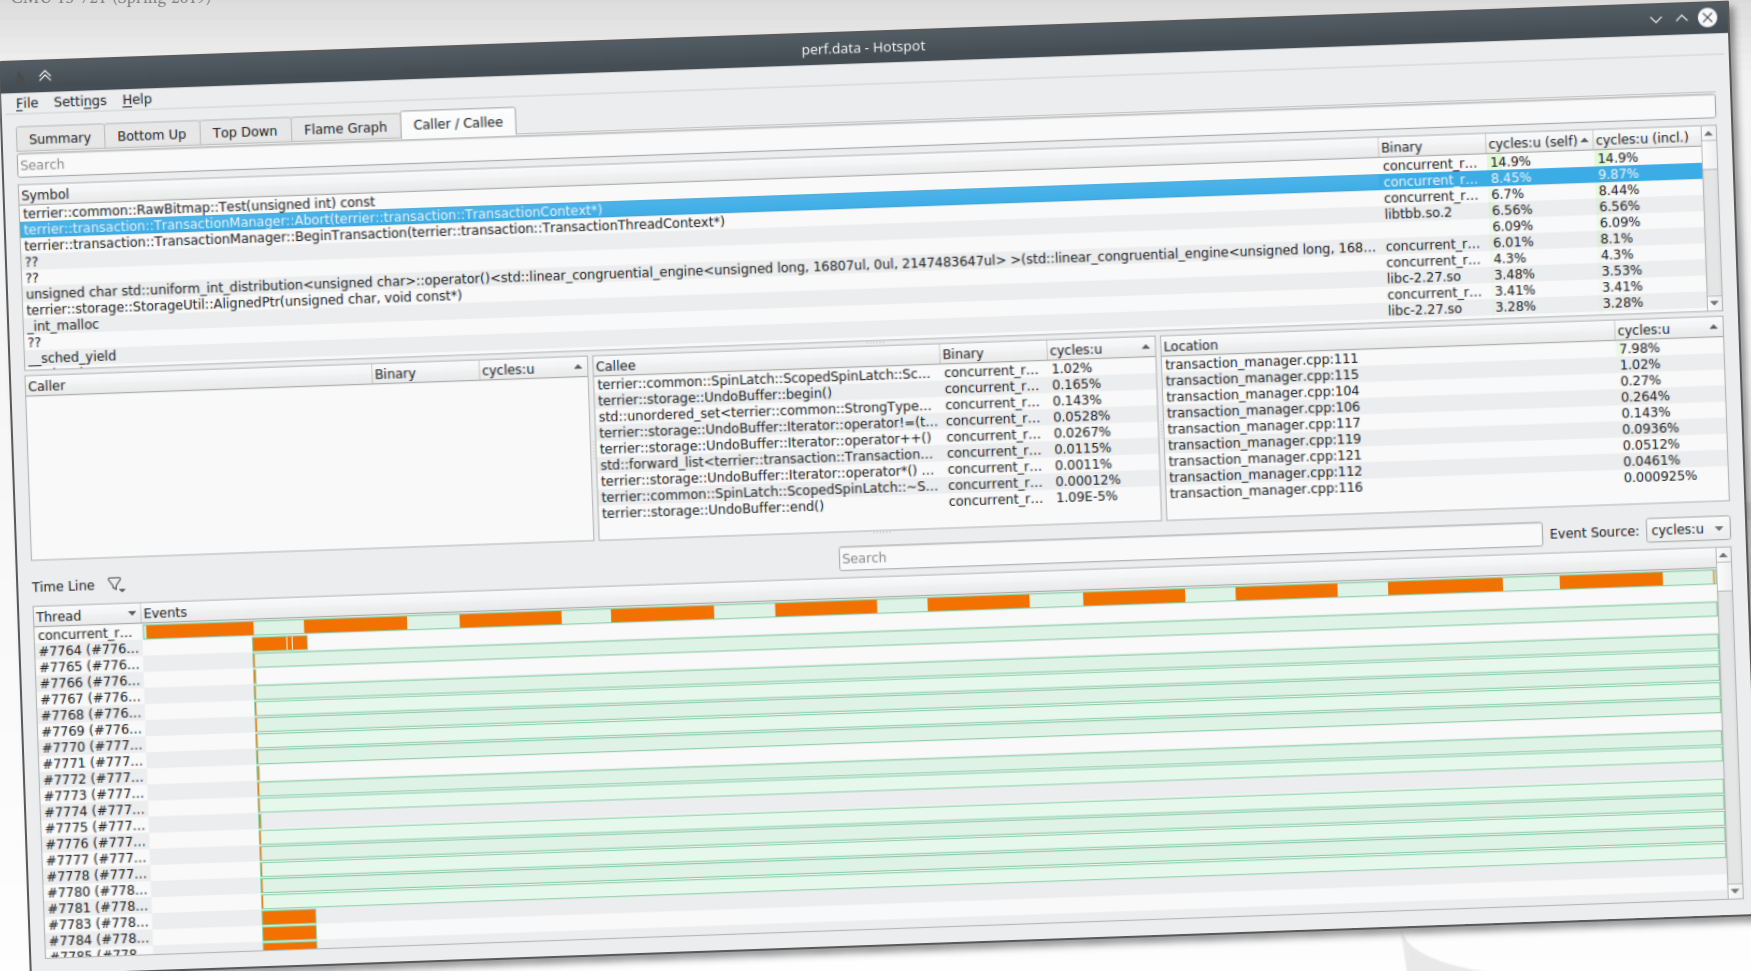 CMU 15-721 (Spring 2019)
perf.data - Hotspot
File Settings Help
Summary Bottom Up Top Down Flame Graph Caller / Callee
Search
Symbol Binary cycles:u (self) cycles:u (incl.)
terrier::common::RawBitmap::Test(unsigned int) const concurrent_r... 14.9% 14.9%
terrier::transaction::TransactionManager::Abort(terrier::transaction::TransactionContext*) concurrent_r... 8.45% 9.87%
terrier::transaction::TransactionManager::BeginTransaction(terrier::transaction::TransactionThreadContext*) concurrent_r... 6.7% 8.44%
?? libtbb.so.2 6.56% 6.56%
?? 6.09% 6.09%
unsigned char std::uniform_int_distribution<unsigned char>::operator()<std::linear_congruential_engine<unsigned long, 16807ul, 0ul, 2147483647ul> >(std::linear_congruential_engine<unsigned long, 168... concurrent_r... 6.01% 8.1%
terrier::storage::StorageUtil::AlignedPtr(unsigned char, void const*) concurrent_r... 4.3% 4.3%
_int_malloc libc-2.27.so 3.48% 3.53%
?? concurrent_r... 3.41% 3.41%
__sched_yield libc-2.27.so 3.28% 3.28%
Caller Binary cycles:u
Callee Binary cycles:u
terrier::common::SpinLatch::ScopedSpinLatch::Sc... concurrent_r... 1.02%
terrier::storage::UndoBuffer::begin() concurrent_r... 0.165%
std::unordered_set<terrier::common::StrongType... concurrent_r... 0.143%
terrier::storage::UndoBuffer::Iterator::operator!=(t... concurrent_r... 0.0528%
terrier::storage::UndoBuffer::Iterator::operator++() concurrent_r... 0.0267%
std::forward_list<terrier::transaction::Transaction... concurrent_r... 0.0115%
terrier::storage::UndoBuffer::Iterator::operator*() ... concurrent_r... 0.0011%
terrier::common::SpinLatch::ScopedSpinLatch::~S... concurrent_r... 0.00012%
terrier::storage::UndoBuffer::end() concurrent_r... 1.09E-5%
Location cycles:u
transaction_manager.cpp:111 7.98%
transaction_manager.cpp:115 1.02%
transaction_manager.cpp:104 0.27%
transaction_manager.cpp:106 0.264%
transaction_manager.cpp:117 0.143%
transaction_manager.cpp:119 0.0936%
transaction_manager.cpp:121 0.0512%
transaction_manager.cpp:112 0.0461%
transaction_manager.cpp:116 0.000925%
Search Event Source: cycles:u
Time Line
Thread Events
concurrent_r...
#7764 (#776...
#7765 (#776...
#7766 (#776...
#7767 (#776...
#7768 (#776...
#7769 (#776...
#7770 (#777...
#7771 (#777...
#7772 (#777...
#7773 (#777...
#7774 (#777...
#7775 (#777...
#7776 (#777...
#7777 (#777...
#7778 (#777...
#7780 (#778...
#7781 (#778...
#7783 (#778...
#7784 (#778...
#7785 (#778